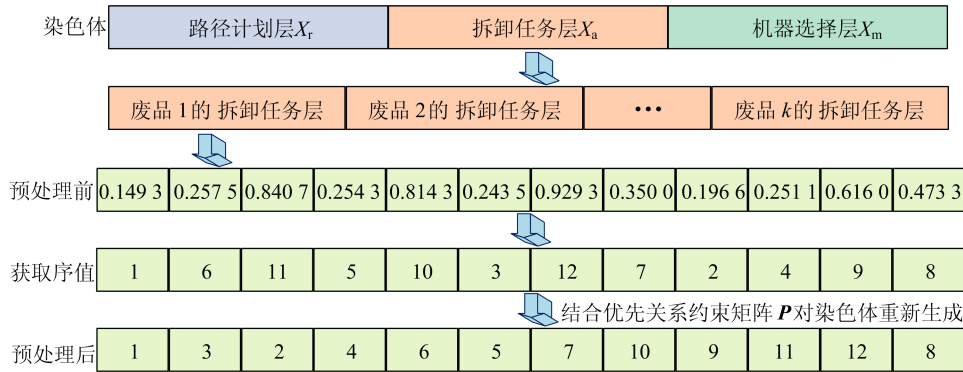 染色体 路径计划层Xr 拆卸任务层Xa 机器选择层Xm
废品 1的 拆卸任务层 废品 2的 拆卸任务层 ••• 废品 k的 拆卸任务层
预处理前 0.149 3 0.257 5 0.840 7 0.254 3 0.814 3 0.243 5 0.929 3 0.350 0 0.196 6 0.251 1 0.616 0 0.473 3
获取序值 1 6 11 5 10 3 12 7 2 4 9 8
结合优先关系约束矩阵 P对染色体重新生成
预处理后 1 3 2 4 6 5 7 10 9 11 12 8